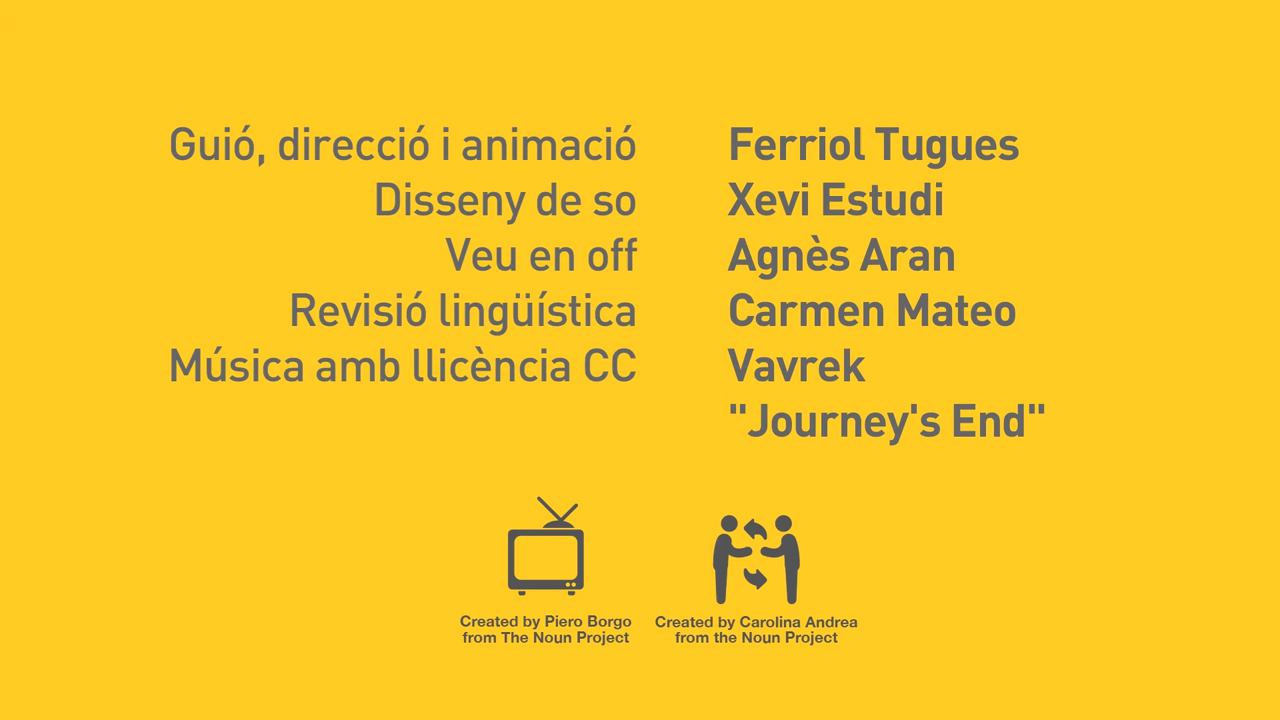 Guió, direcció i animació Ferriol Tugues
Disseny de so Xevi Estudi
Veu en off Agnès Aran
Revisió lingüística Carmen Mateo
Música amb llicència CC Vavrek
"Journey's End"
Created by Piero Borgo
from The Noun Project
Created by Carolina Andrea
from the Noun Project